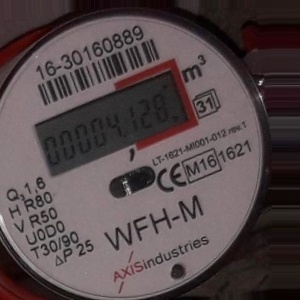 16-30160889
00004,128
m³
31
LT-1621-MI001-012 rev.1
CE M16 1621
Q₃ 1,6
H R80
V R50
U0D0
T30/90
ΔP 25
WFH-M
AXISindustries